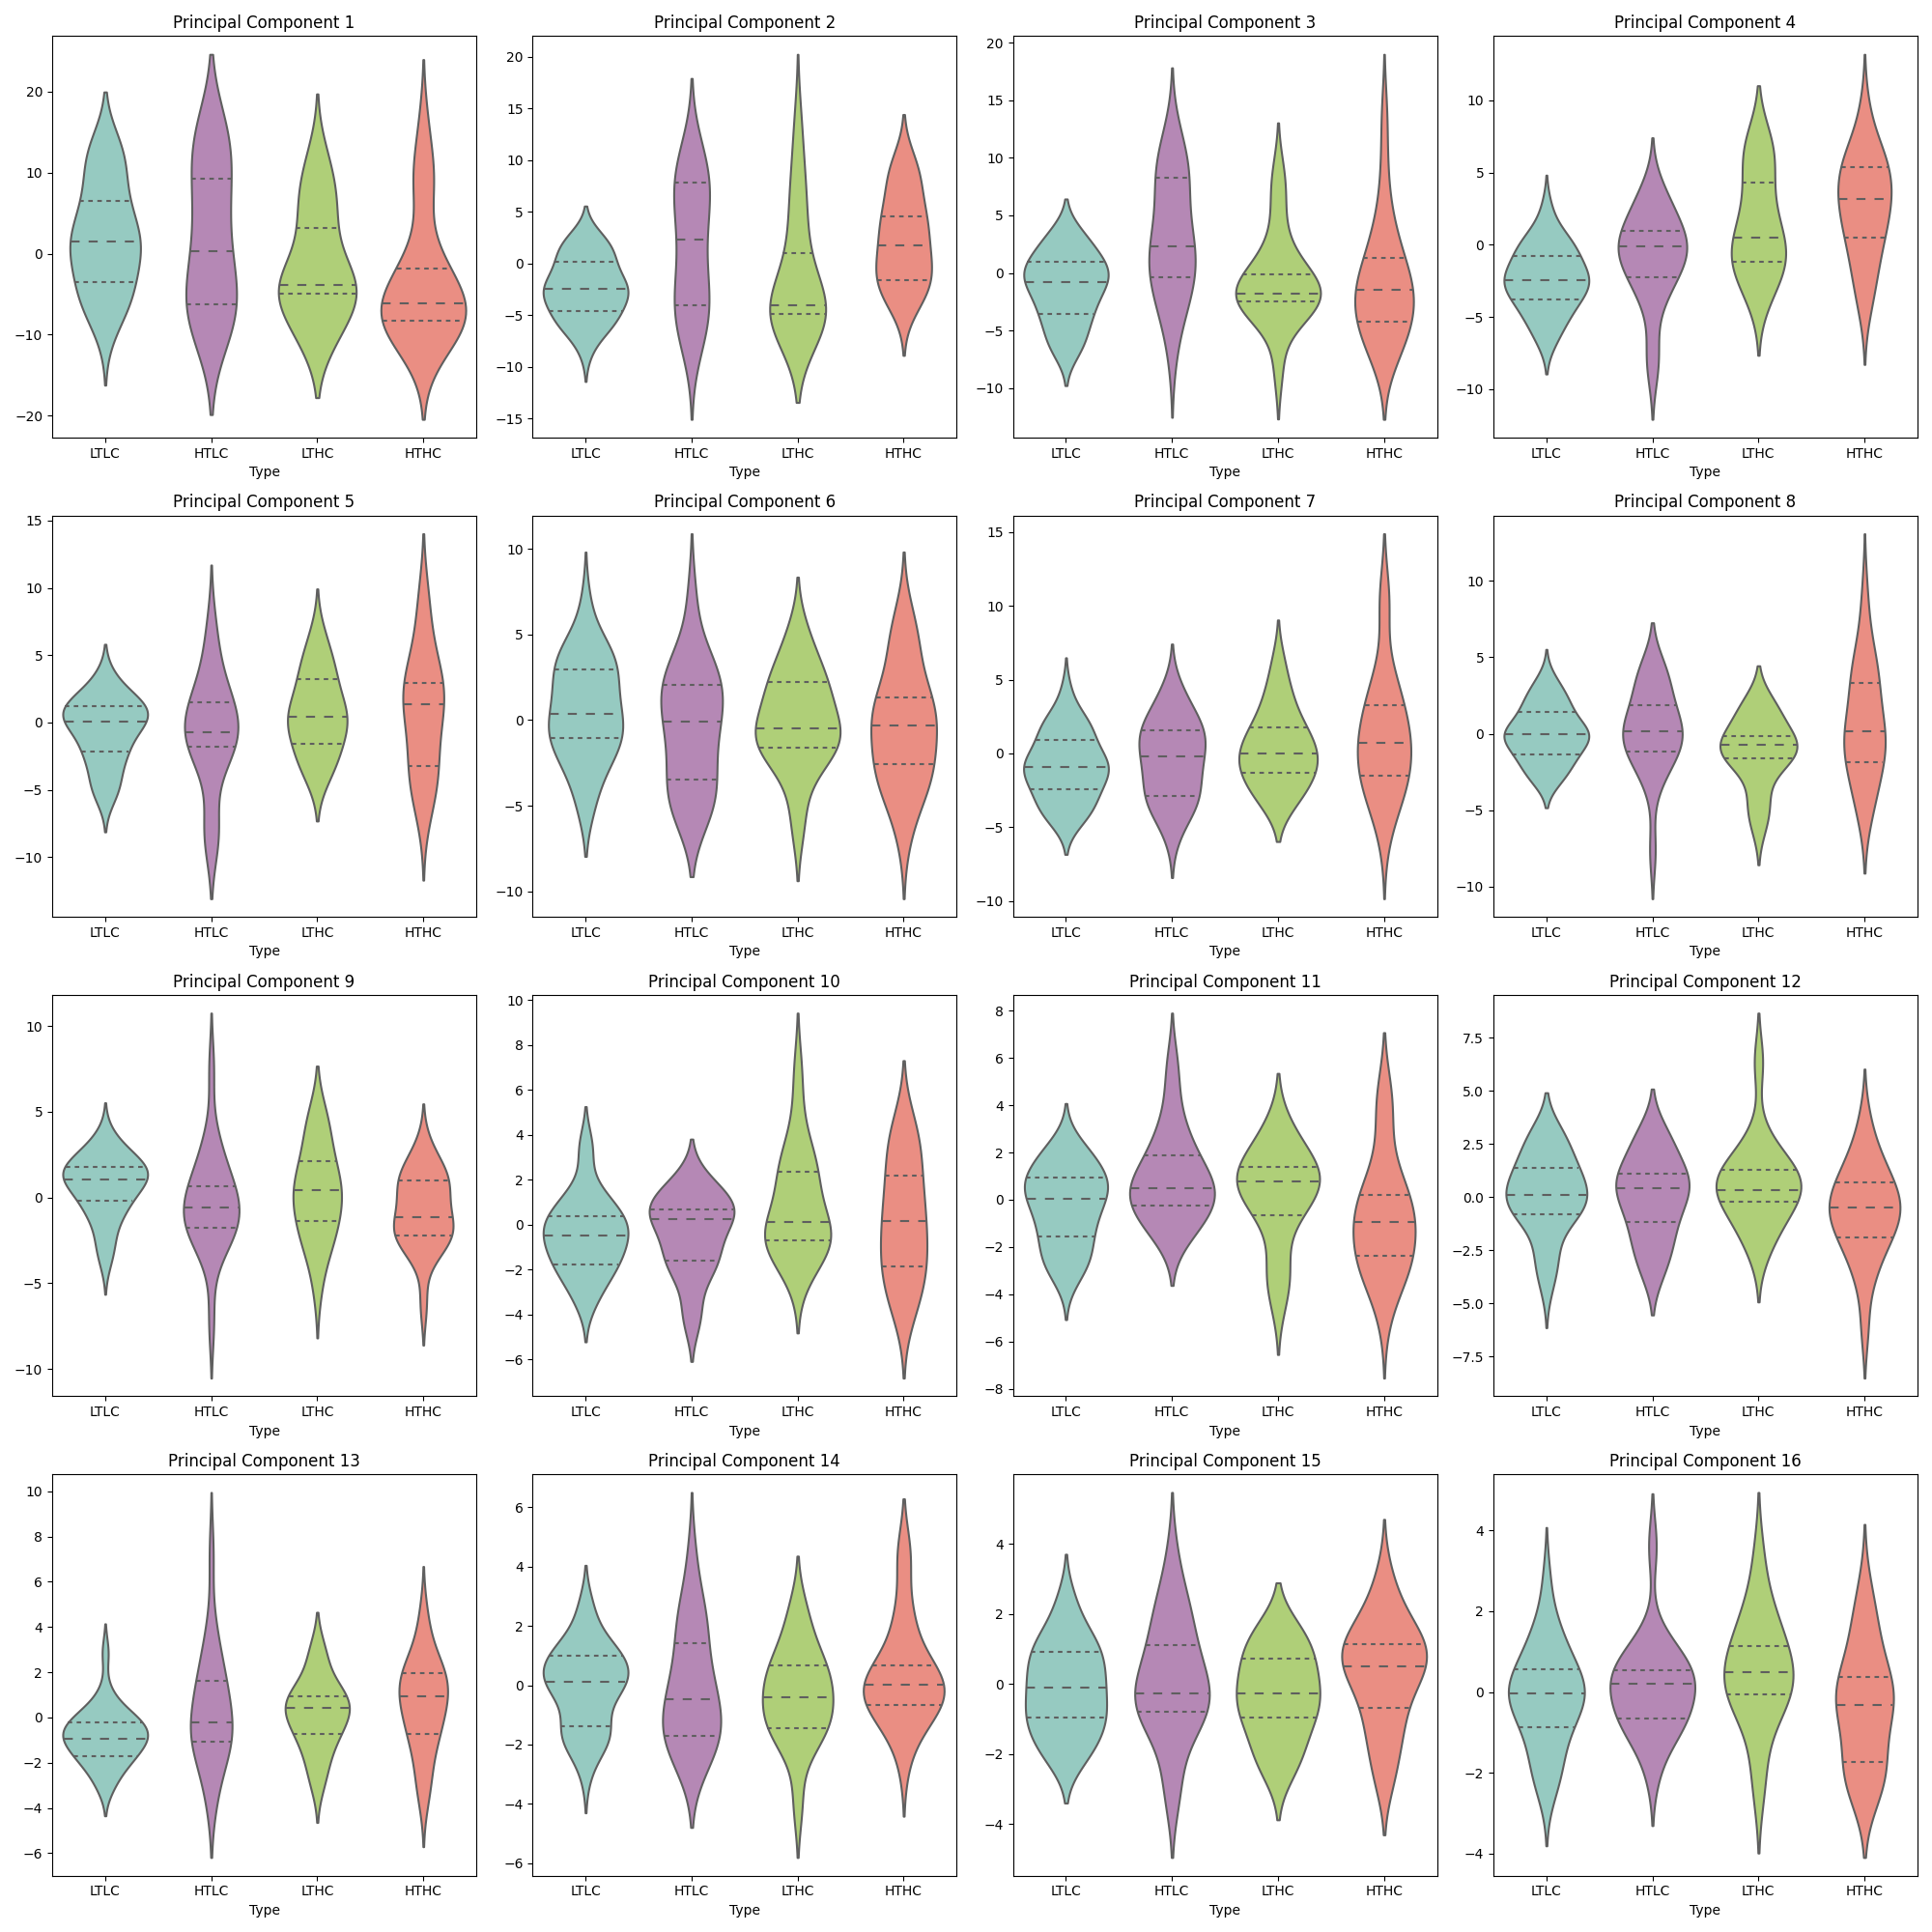 Principal Component 1
Principal Component 2
Principal Component 3
Principal Component 4
20
10
0
−10
−20
20
15
10
5
0
−5
−10
−15
20
15
10
5
0
−5
−10
10
5
0
−5
−10
LTLC HTLC LTHC HTHC
LTLC HTLC LTHC HTHC
LTLC HTLC LTHC HTHC
LTLC HTLC LTHC HTHC
Type
Type
Type
Type
Principal Component 5
Principal Component 6
Principal Component 7
Principal Component 8
15
10
5
0
−5
−10
10
5
0
−5
−10
15
10
5
0
−5
−10
10
5
0
−5
−10
LTLC HTLC LTHC HTHC
LTLC HTLC LTHC HTHC
LTLC HTLC LTHC HTHC
LTLC HTLC LTHC HTHC
Type
Type
Type
Type
Principal Component 9
Principal Component 10
Principal Component 11
Principal Component 12
10
5
0
−5
−10
10
8
6
4
2
0
−2
−4
−6
8
6
4
2
0
−2
−4
−6
−8
7.5
5.0
2.5
0.0
−2.5
−5.0
−7.5
LTLC HTLC LTHC HTHC
LTLC HTLC LTHC HTHC
LTLC HTLC LTHC HTHC
LTLC HTLC LTHC HTHC
Type
Type
Type
Type
Principal Component 13
Principal Component 14
Principal Component 15
Principal Component 16
10
8
6
4
2
0
−2
−4
−6
6
4
2
0
−2
−4
−6
4
2
0
−2
−4
4
2
0
−2
−4
LTLC HTLC LTHC HTHC
LTLC HTLC LTHC HTHC
LTLC HTLC LTHC HTHC
LTLC HTLC LTHC HTHC
Type
Type
Type
Type